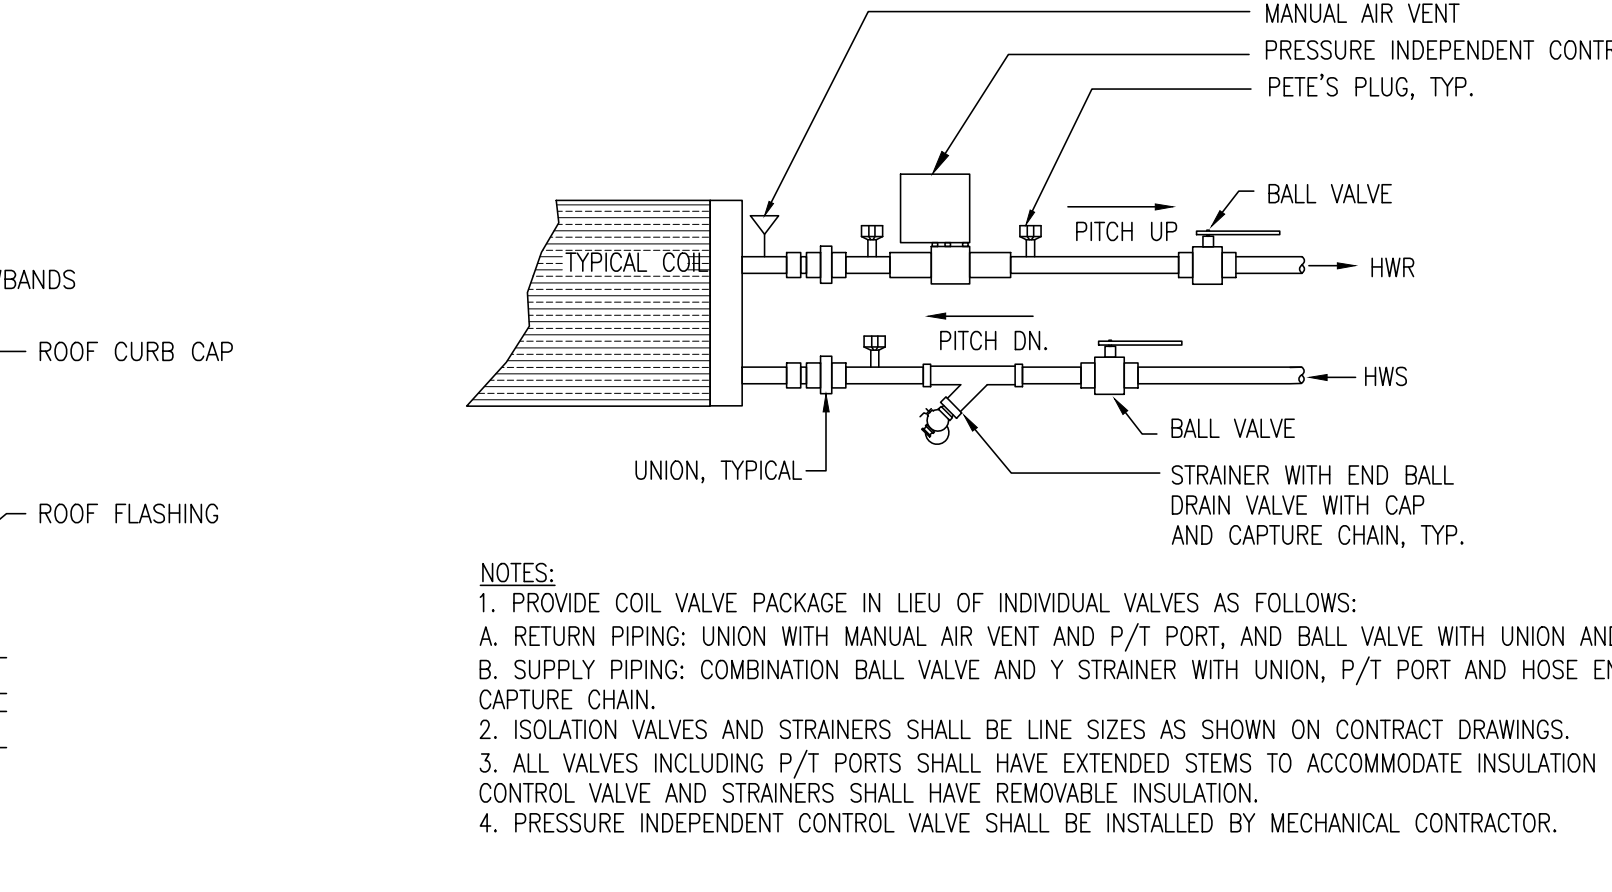 MANUAL AIR VENT
PRESSURE INDEPENDENT
PETE'S PLUG, TYP.
BALL VALVE
PITCH UP
TYPICAL COIL
HWR
/BANDS
PITCH DN.
ROOF CURB CAP
HWS
BALL VALVE
UNION, TYPICAL
STRAINER WITH END BALL
DRAIN VALVE WITH CAP
AND CAPTURE CHAIN, TYP.
ROOF FLASHING
NOTES:
1. PROVIDE COIL VALVE PACKAGE IN LIEU OF INDIVIDUAL VALVES AS FOLLOWS:
A. RETURN PIPING: UNION WITH MANUAL AIR VENT AND P/T PORT, AND BALL VALVE WITH UNION AND
B. SUPPLY PIPING: COMBINATION BALL VALVE AND Y STRAINER WITH UNION, P/T PORT AND HOSE
CAPTURE CHAIN.
2. ISOLATION VALVES AND STRAINERS SHALL BE LINE SIZES AS SHOWN ON CONTRACT DRAWINGS.
3. ALL VALVES INCLUDING P/T PORTS SHALL HAVE EXTENDED STEMS TO ACCOMMODATE INSULATION
CONTROL VALVE AND STRAINERS SHALL HAVE REMOVABLE INSULATION.
4. PRESSURE INDEPENDENT CONTROL VALVE SHALL BE INSTALLED BY MECHANICAL CONTRACTOR.